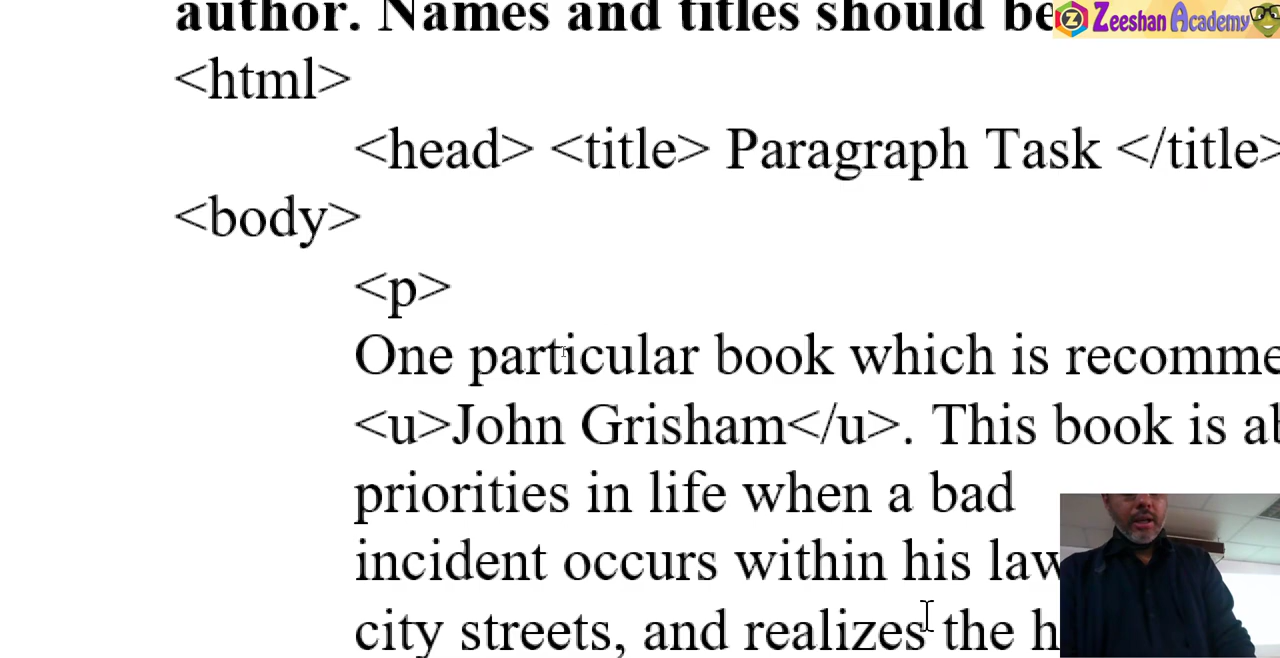 author. Names and titles should be
Zeeshan Academy
<html>
<head> <title> Paragraph Task </title>
<body>
<p>
One particular book which is
<u>John Grisham</u>. This book is
priorities in life when a bad
incident occurs within his law
city streets, and realizes the